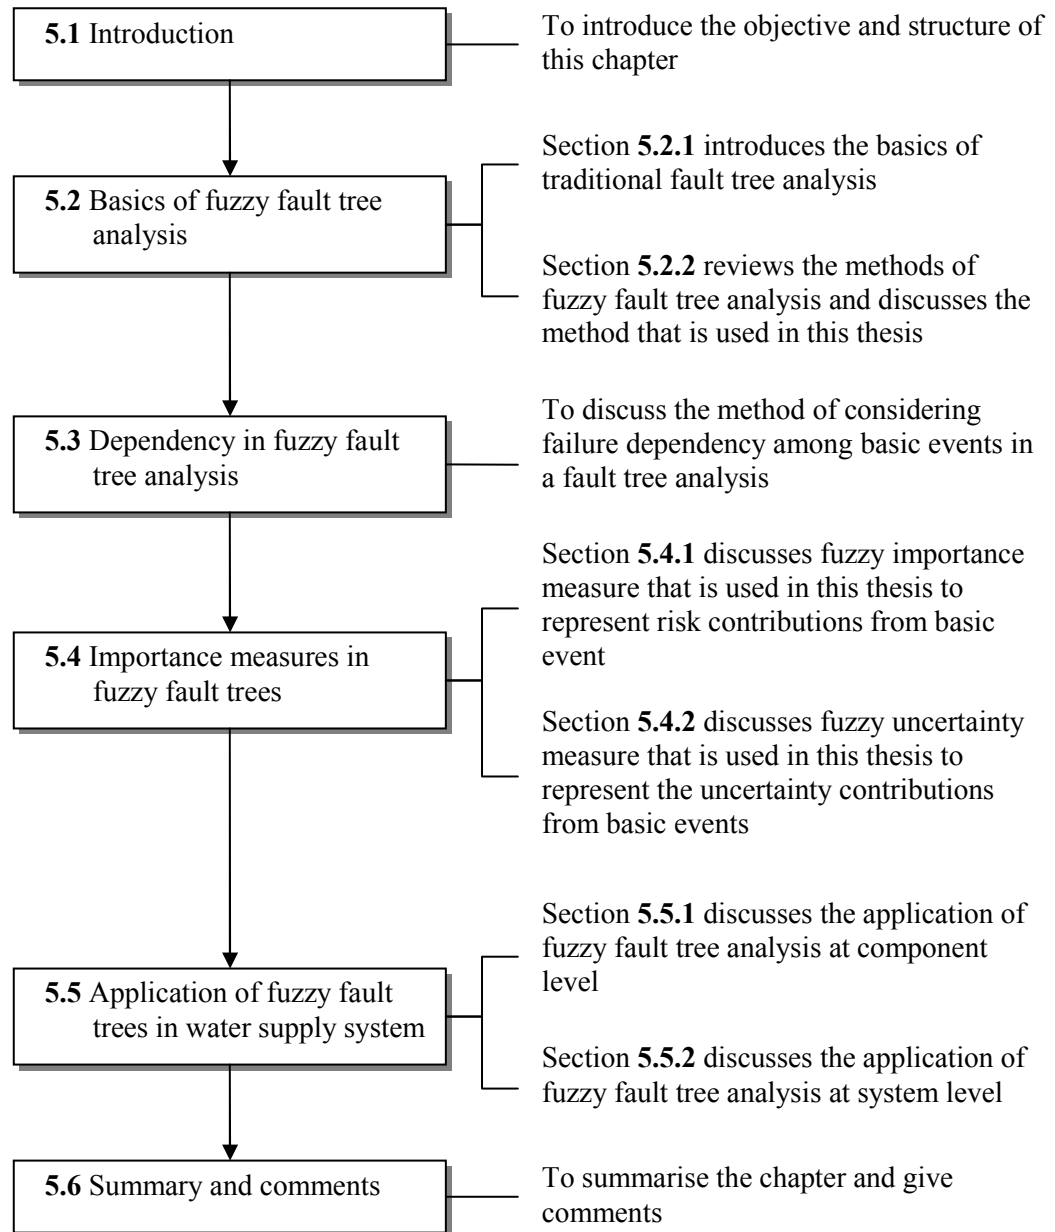 5.1 Introduction
To introduce the objective and structure of
this chapter
5.2 Basics of fuzzy fault tree
analysis
Section 5.2.1 introduces the basics of
traditional fault tree analysis
Section 5.2.2 reviews the methods of
fuzzy fault tree analysis and discusses the
method that is used in this thesis
5.3 Dependency in fuzzy fault
tree analysis
To discuss the method of considering
failure dependency among basic events in
a fault tree analysis
5.4 Importance measures in
fuzzy fault trees
Section 5.4.1 discusses fuzzy importance
measure that is used in this thesis to
represent risk contributions from basic
event
Section 5.4.2 discusses fuzzy uncertainty
measure that is used in this thesis to
represent the uncertainty contributions
from basic events
5.5 Application of fuzzy fault
trees in water supply system
Section 5.5.1 discusses the application of
fuzzy fault tree analysis at component
level
Section 5.5.2 discusses the application of
fuzzy fault tree analysis at system level
5.6 Summary and comments
To summarise the chapter and give
comments